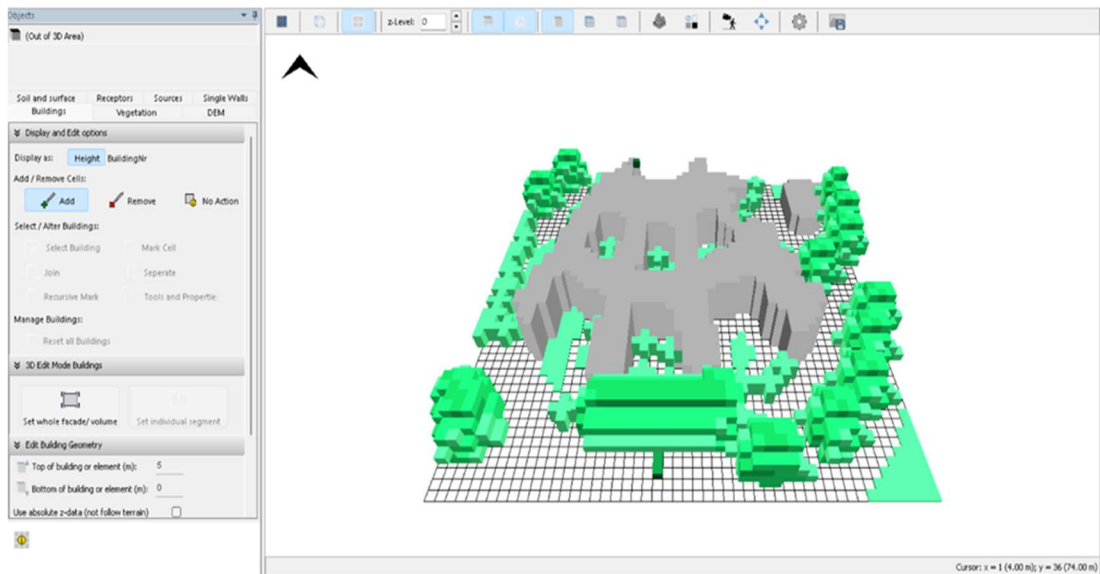 Objects
(Out of 3D Area)
Soil and surface Receptors Sources Single Walls
Buildings Vegetation DEM
Display and Edit options
Display as: Height BuildingNr
Add / Remove Cells:
Add Remove No Action
Select / Alter Buildings:
Select Building Mark Cell
Join Seperate
Recursive Mark Tools and Propertie
Manage Buildings:
Reset all Buildings
3D Edit Mode Buildings
Set whole facade/ volume Set individual segment
Edit Building Geometry
Top of building or element (m): 5
Bottom of building or element (m): 0
Use absolute z-data (not follow terrain)
z-Level: 0
Cursor: x = 1 (4.00 m); y = 36 (74.00 m)